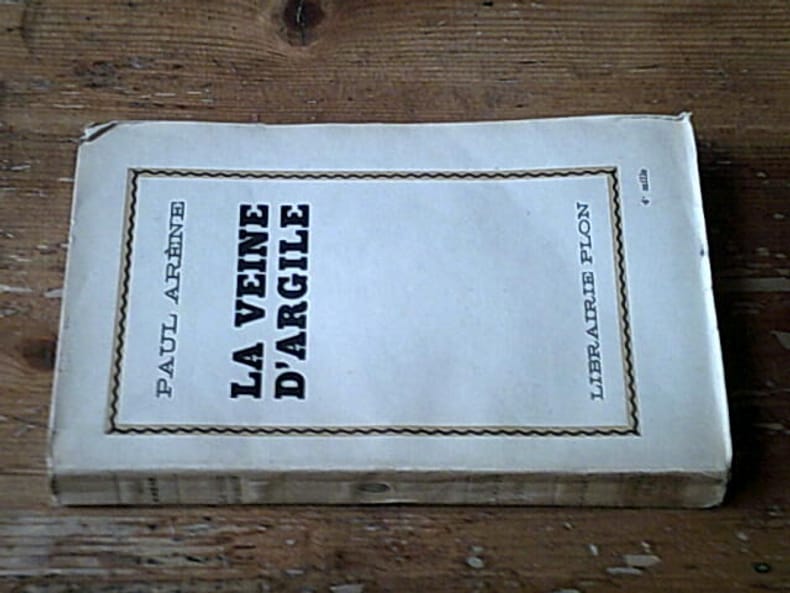 PAUL ARÈNE
LA VEINE
D'ARGILE
LIBRAIRIE PLON
4e mille